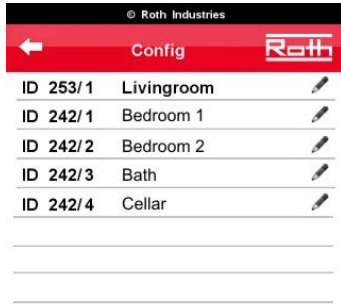 © Roth Industries
Config
Roth
ID 253/1 Livingroom
ID 242/1 Bedroom 1
ID 242/2 Bedroom 2
ID 242/3 Bath
ID 242/4 Cellar